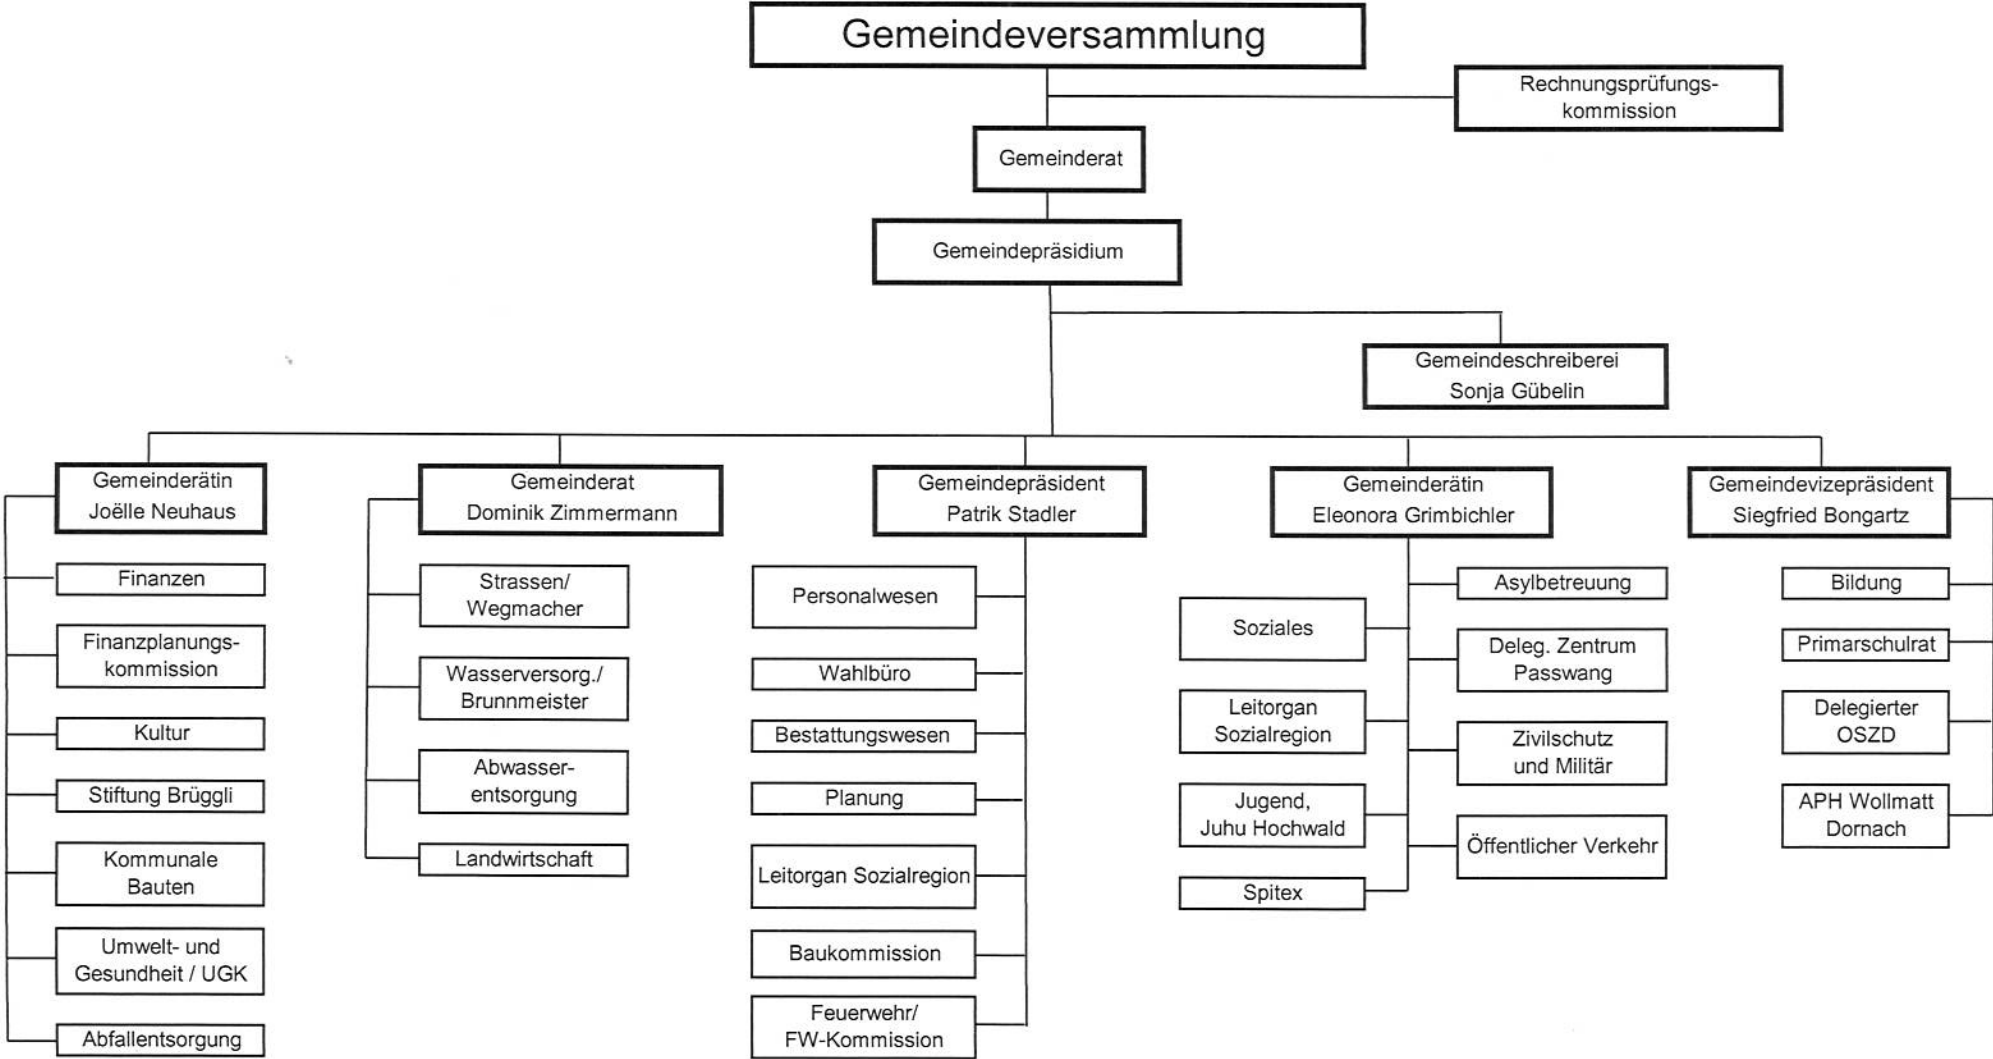 Gemeindeversammlung
Rechnungsprüfungs-
kommission
Gemeinderat
Gemeindepräsidium
Gemeindeschreiberei
Sonja Gübelin
Gemeinderätin
Joëlle Neuhaus
Finanzen
Finanzplanungs-
kommission
Kultur
Stiftung Brüggli
Kommunale
Bauten
Umwelt- und
Gesundheit / UGK
Abfallentsorgung
Gemeinderat
Dominik Zimmermann
Strassen/
Wegmacher
Wasserversorg./
Brunnmeister
Abwasser-
entsorgung
Landwirtschaft
Gemeindepräsident
Patrik Stadler
Personalwesen
Wahlbüro
Bestattungswesen
Planung
Leitorgan Sozialregion
Baukommission
Feuerwehr/
FW-Kommission
Gemeinderätin
Eleonora Grimbichler
Soziales
Leitorgan
Sozialregion
Jugend,
Juhu Hochwald
Spitex
Asylbetreuung
Deleg. Zentrum
Passwang
Zivilschutz
und Militär
Öffentlicher Verkehr
Gemeindevizepräsident
Siegfried Bongartz
Bildung
Primarschulrat
Delegierter
OSZD
APH Wollmatt
Dornach